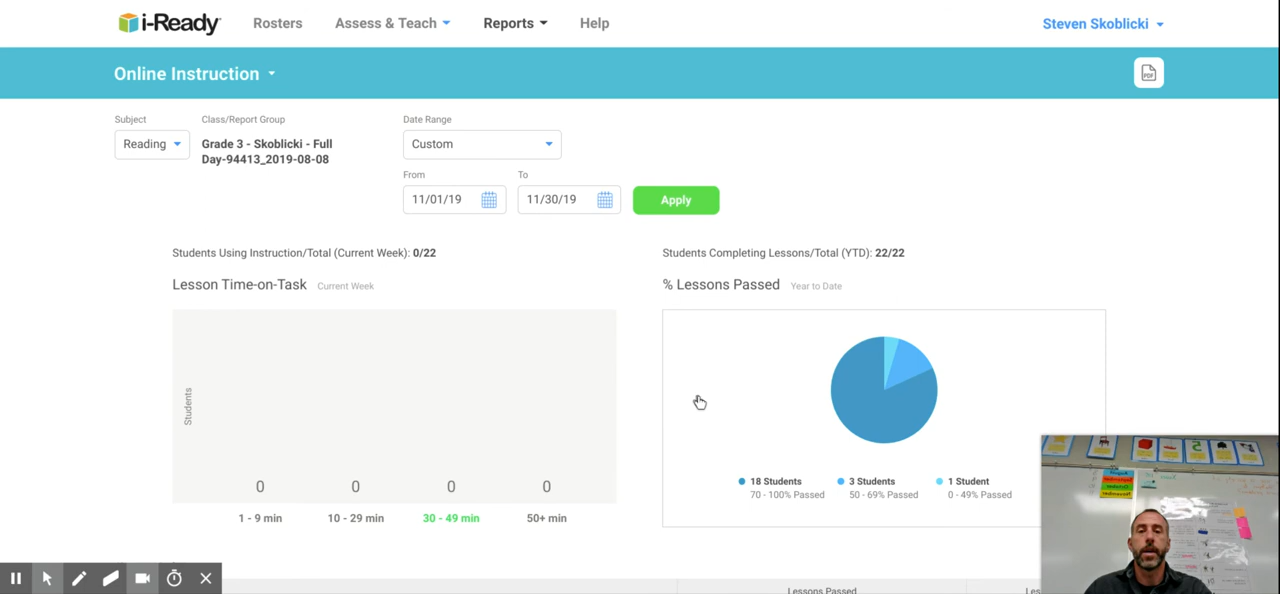 i-Ready
Rosters
Assess & Teach
Reports
Help
Steven Skoblicki
Online Instruction
PDF
Subject
Class/Report Group
Date Range
Reading
Grade 3 - Skoblicki - Full
Day-94413_2019-08-08
Custom
From
To
11/01/19
11/30/19
Apply
Students Using Instruction/Total (Current Week): 0/22
Lesson Time-on-Task Current Week
Students
0 0 0 0
1 - 9 min 10 - 29 min 30 - 49 min 50+ min
Students Completing Lessons/Total (YTD): 22/22
% Lessons Passed Year to Date
18 Students 3 Students 1 Student
70 - 100% Passed 50 - 69% Passed 0 - 49% Passed
Lessons Passed
Les